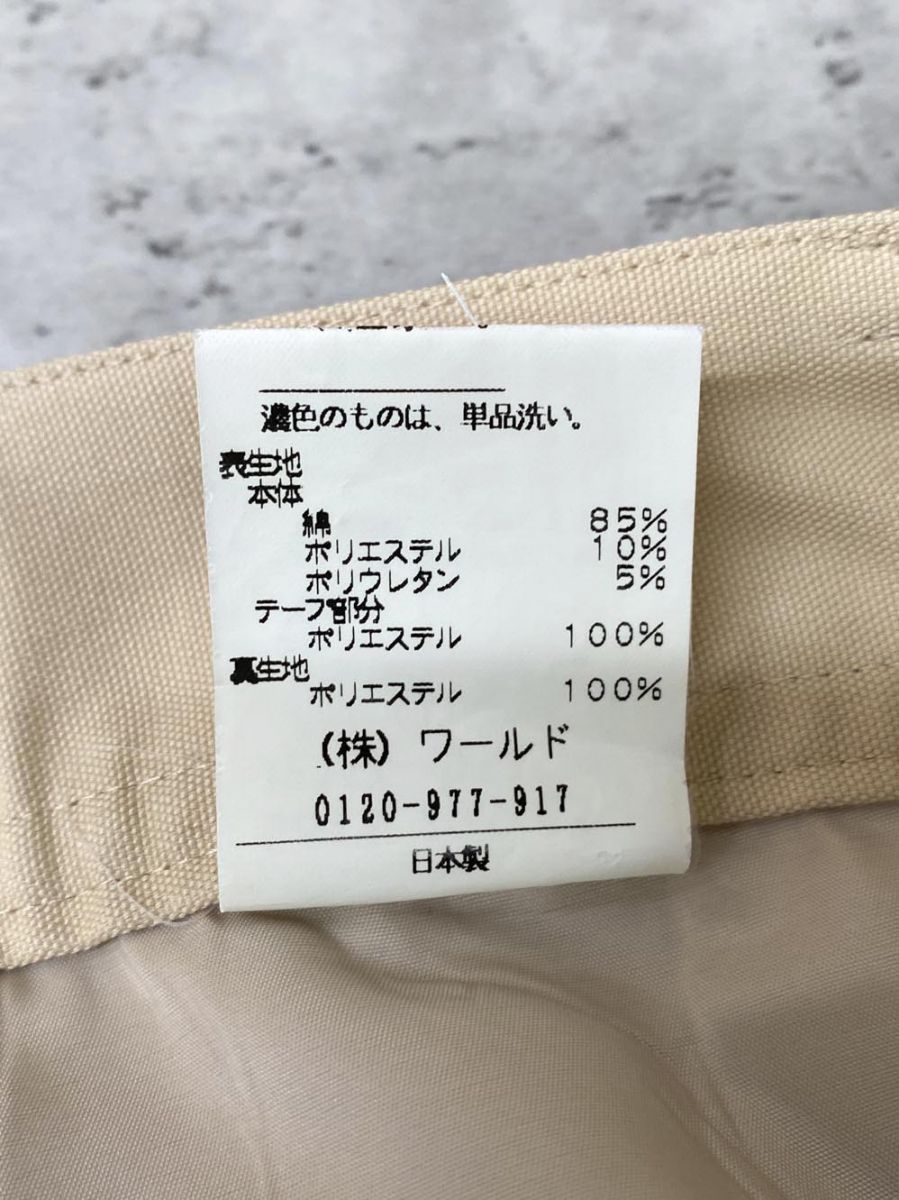 濃色のものは、単品洗い。
表生地
本体
綿 85%
ポリエステル 10%
ポリウレタン 5%
テープ部分
ポリエステル 100%
裏生地
ポリエステル 100%
(株) ワールド
0120-977-917
日本製